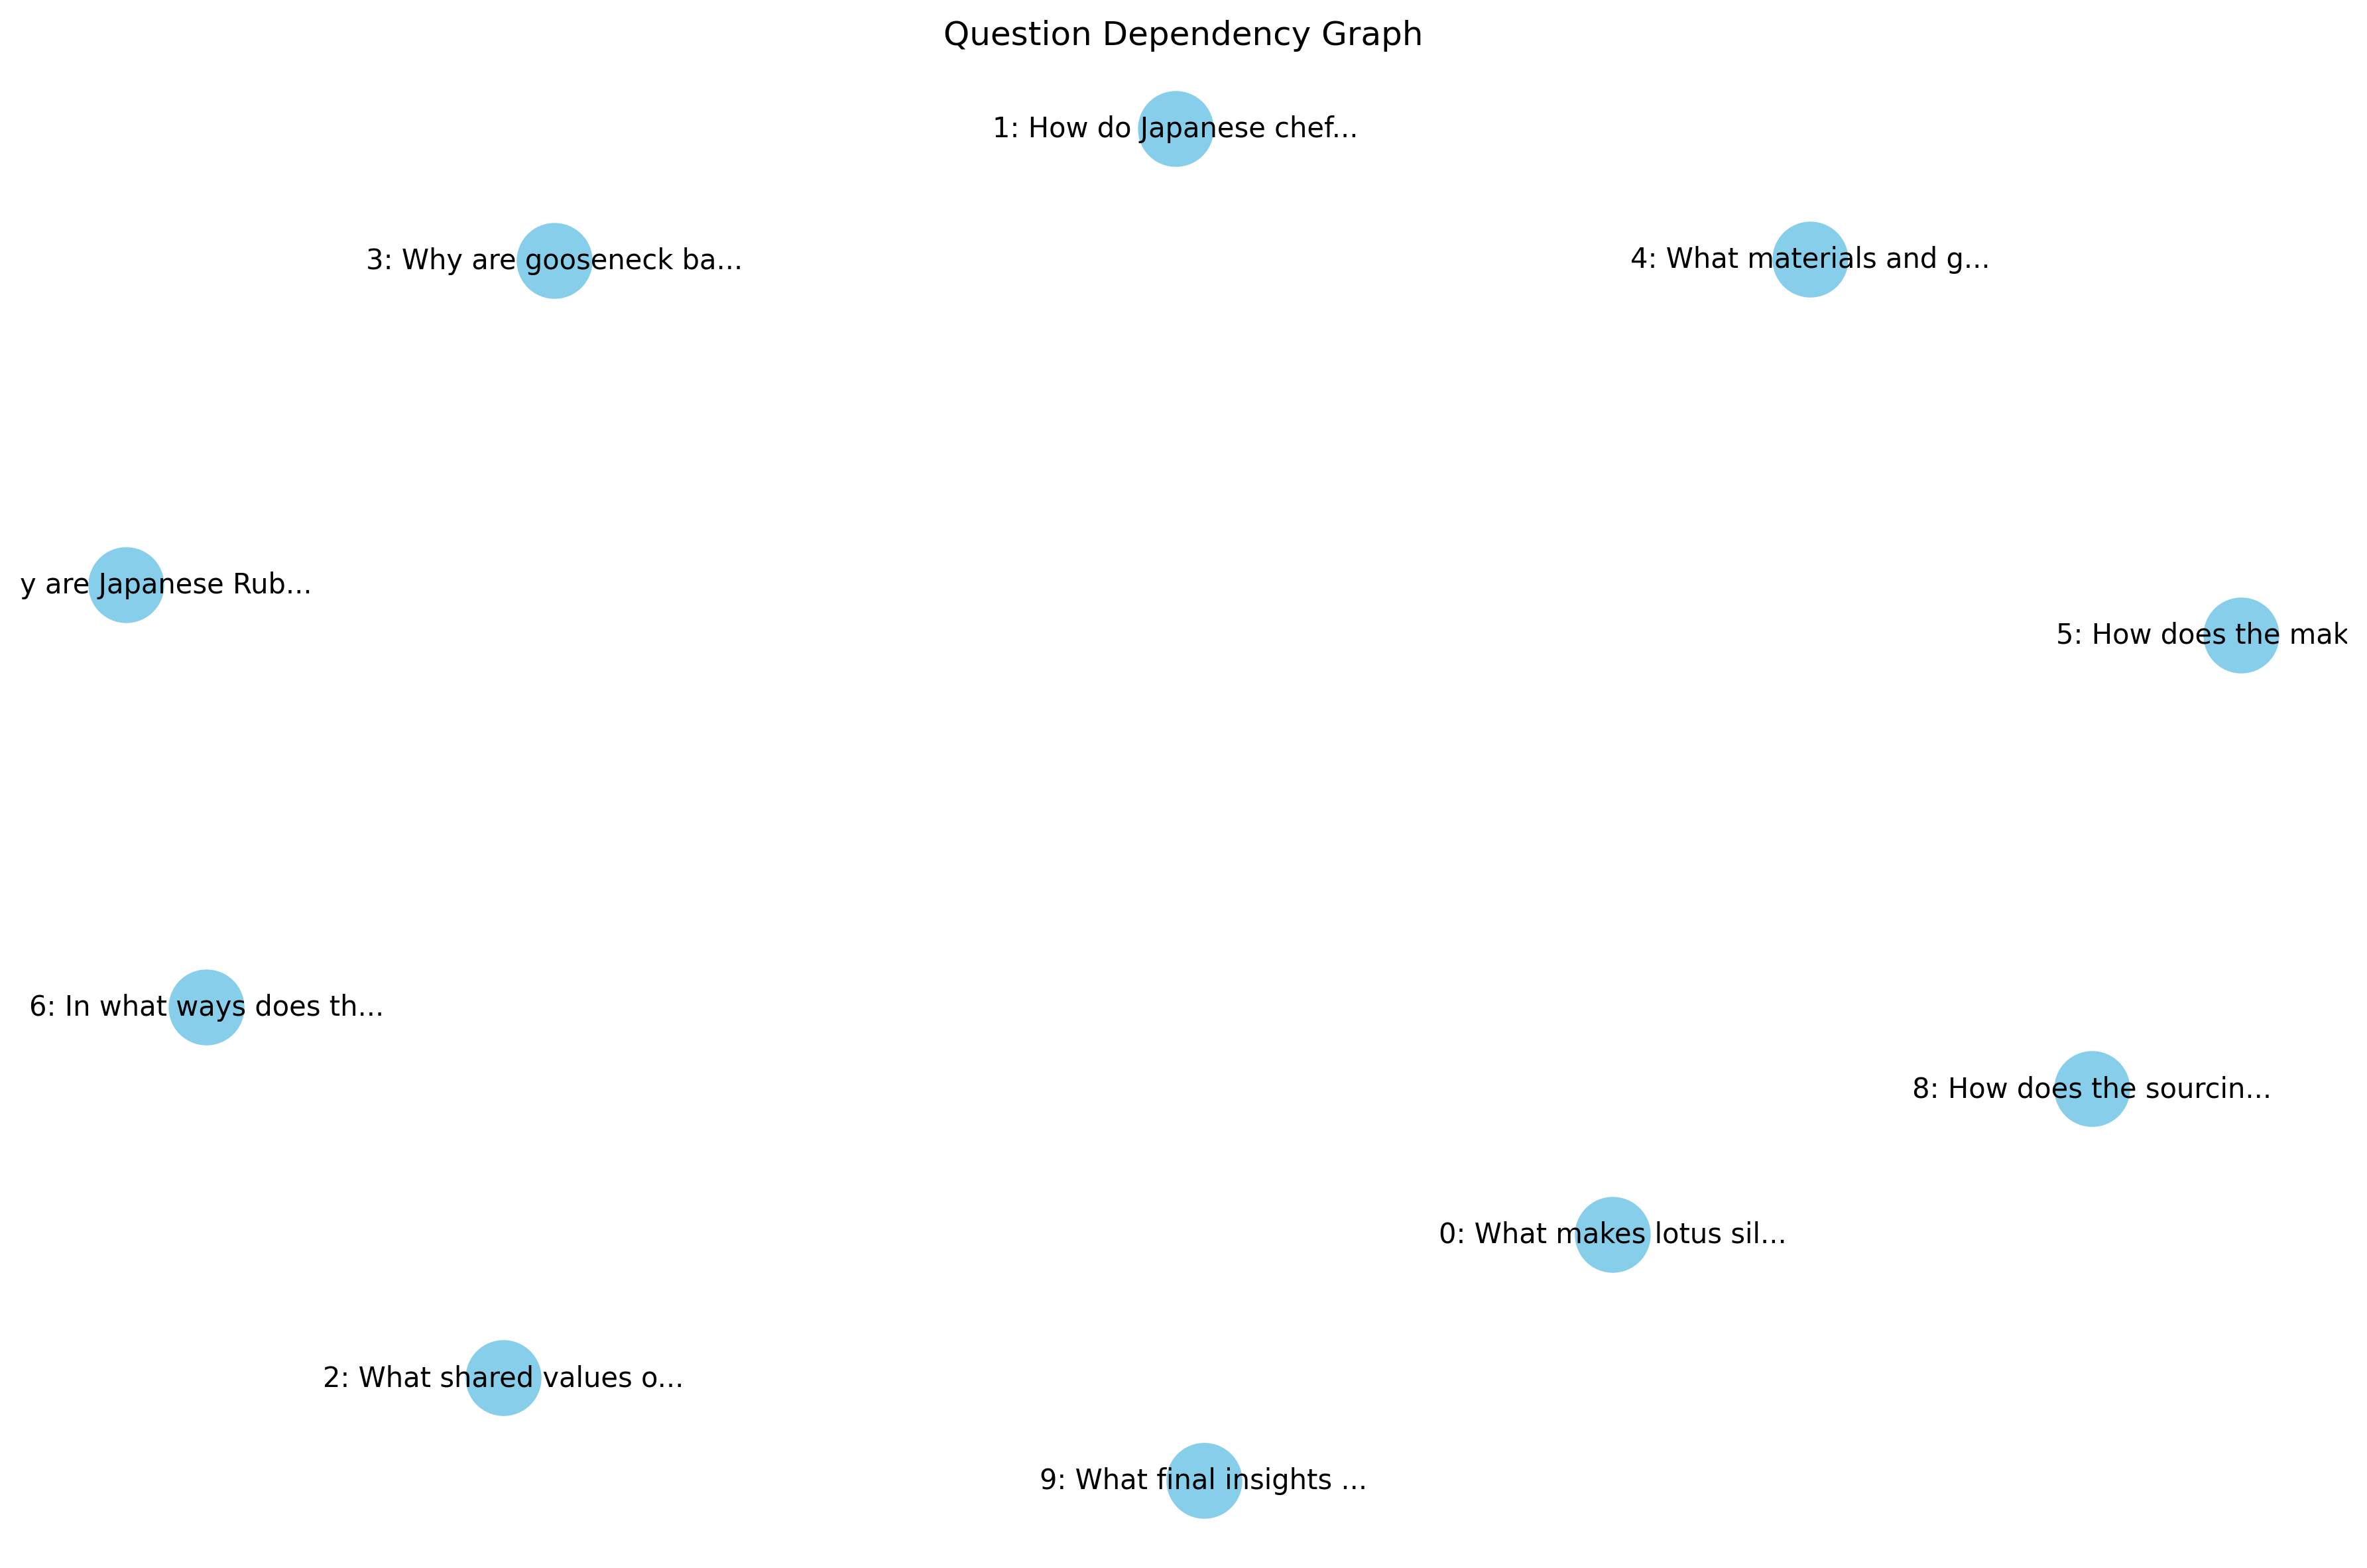 Question Dependency Graph
1: How do Japanese chef...
3: Why are gooseneck ba...
4: What materials and g...
y are Japanese Rub...
5: How does the mak
6: In what ways does th...
8: How does the sourcin...
0: What makes lotus sil...
2: What shared values o...
9: What final insights ...